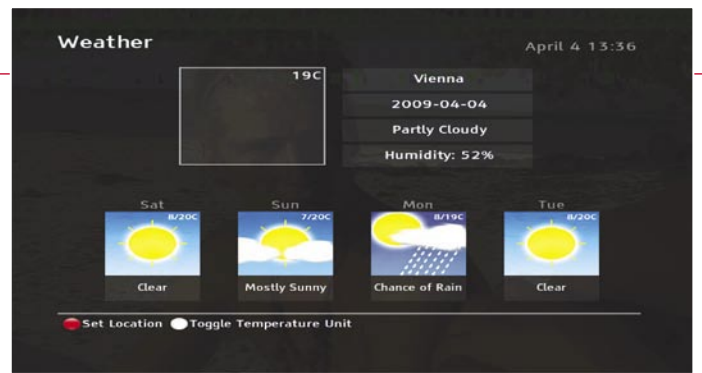 Weather
April 4 13:36
19C
Vienna
2009-04-04
Partly Cloudy
Humidity: 52%
Sat Sun Mon Tue
8/20C 7/20C 8/19C 8/20C
Clear Mostly Sunny Chance of Rain Clear
Set Location Toggle Temperature Unit